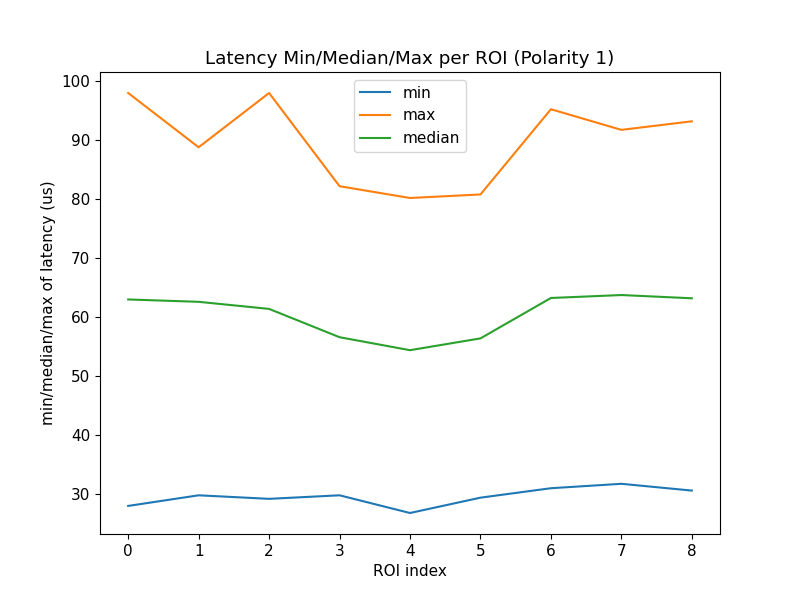 Latency Min/Median/Max per ROI (Polarity 1)
min
max
median
100
90
80
70
60
50
40
30
min/median/max of latency (us)
0 1 2 3 4 5 6 7 8
ROI index